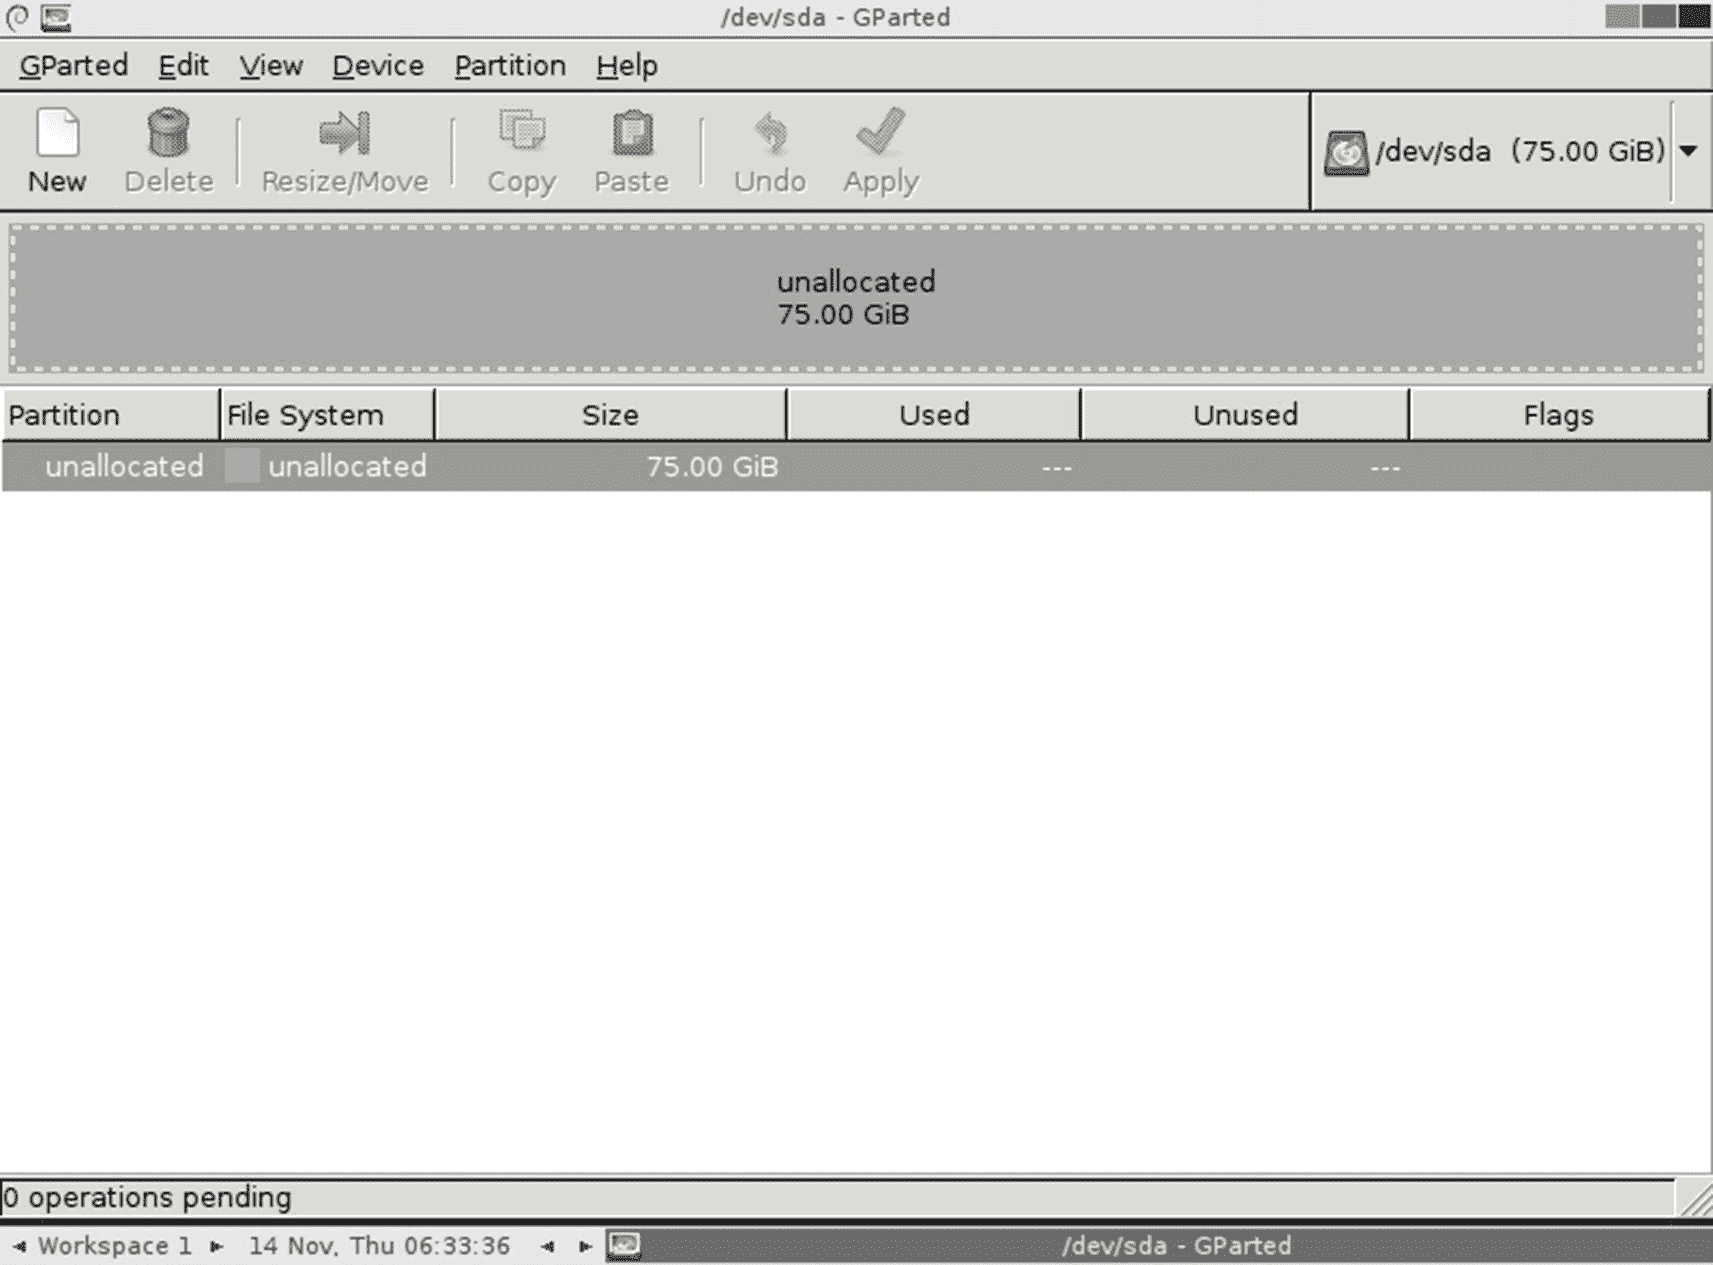 /dev/sda - GParted
GParted Edit View Device Partition Help
New Delete Resize/Move Copy Paste Undo Apply /dev/sda (75.00 GiB)
unallocated
75.00 GiB
Partition File System Size Used Unused Flags
unallocated unallocated 75.00 GiB --- ---
0 operations pending
Workspace 1 14 Nov, Thu 06:33:36 /dev/sda - GParted